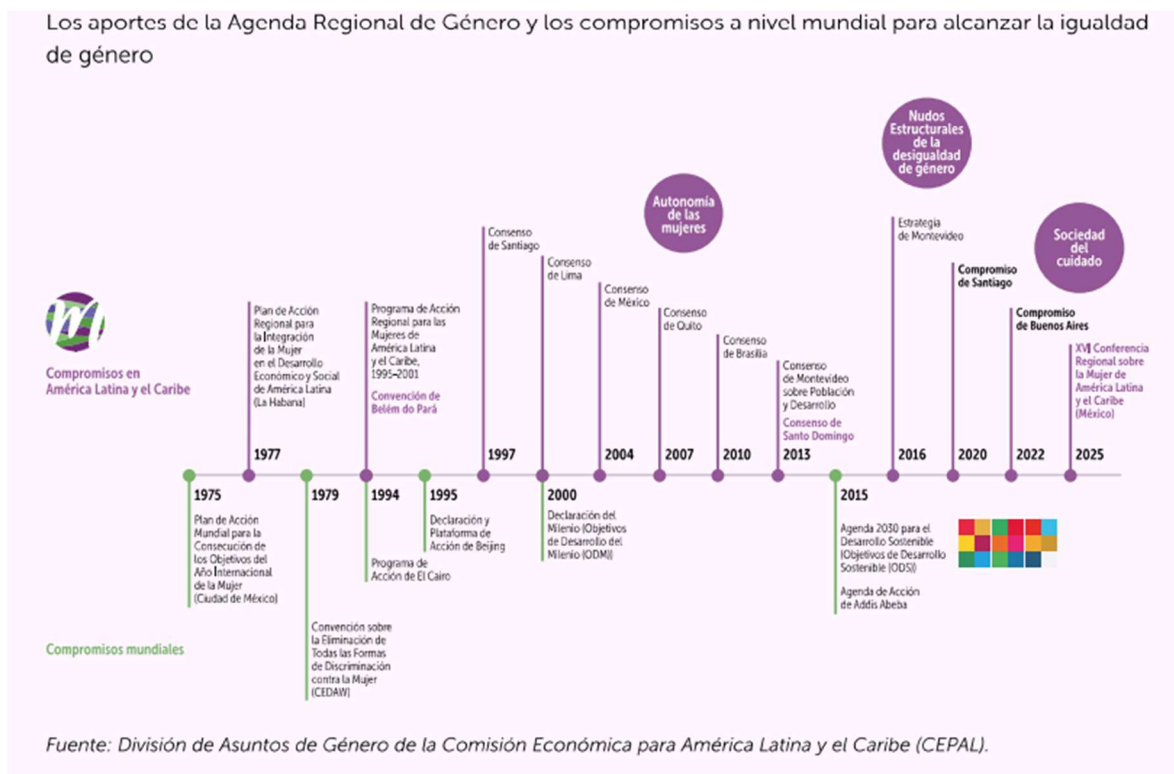 Los aportes de la Agenda Regional de Género y los compromisos a nivel mundial para alcanzar la igualdad
de género
Nudos
Estructurales
de la
desigualdad
de género
Autonomía
de las
mujeres
Sociedad
del
cuidado
Compromisos en
América Latina y el Caribe
Plan de Acción
Regional para
la Integración
de la Mujer
en el Desarrollo
Económico y Social
de América Latina
(La Habana)
1977
Programa de Acción
Regional para las
Mujeres de
América Latina
y el Caribe,
1995–2001
Convención de
Belém do Pará
Consenso
de Santiago
1997
Consenso
de Lima
Consenso
de México
2004
Consenso
de Quito
2007
Consenso
de Brasilia
2010
Consenso
de Montevideo
sobre Población
y Desarrollo
Consenso de
Santo Domingo
2013
Estrategia
de Montevideo
2016
Compromiso
de Santiago
2020
Compromiso
de Buenos Aires
2022
XVI Conferencia
Regional sobre
la Mujer de
América Latina
y el Caribe
(México)
2025
1975
Plan de Acción
Mundial para la
Consecución de
los Objetivos del
Año Internacional
de la Mujer
(Ciudad de México)
1979
Convención sobre
la Eliminación de
Todas las Formas
de Discriminación
contra la Mujer
(CEDAW)
1994
Programa de
Acción de El Cairo
1995
Declaración y
Plataforma de
Acción de Beijing
2000
Declaración del
Milenio (Objetivos
de Desarrollo del
Milenio (ODM))
2015
Agenda 2030 para el
Desarrollo Sostenible
(Objetivos de Desarrollo
Sostenible (ODS))
Agenda de Acción
de Addis Abeba
Compromisos mundiales
Fuente: División de Asuntos de Género de la Comisión Económica para América Latina y el Caribe (CEPAL).